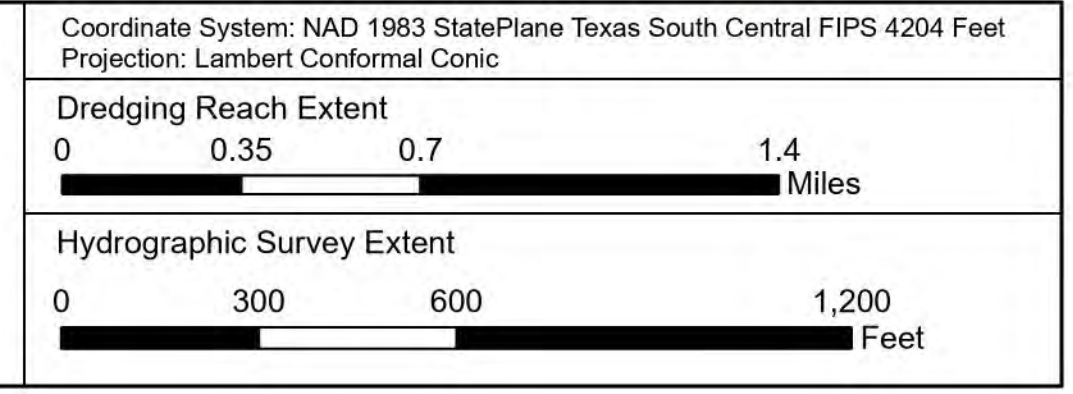 Coordinate System: NAD 1983 StatePlane Texas South Central FIPS 4204 Feet
Projection: Lambert Conformal Conic
Dredging Reach Extent
0 0.35 0.7 1.4
Miles
Hydrographic Survey Extent
0 300 600 1,200
Feet